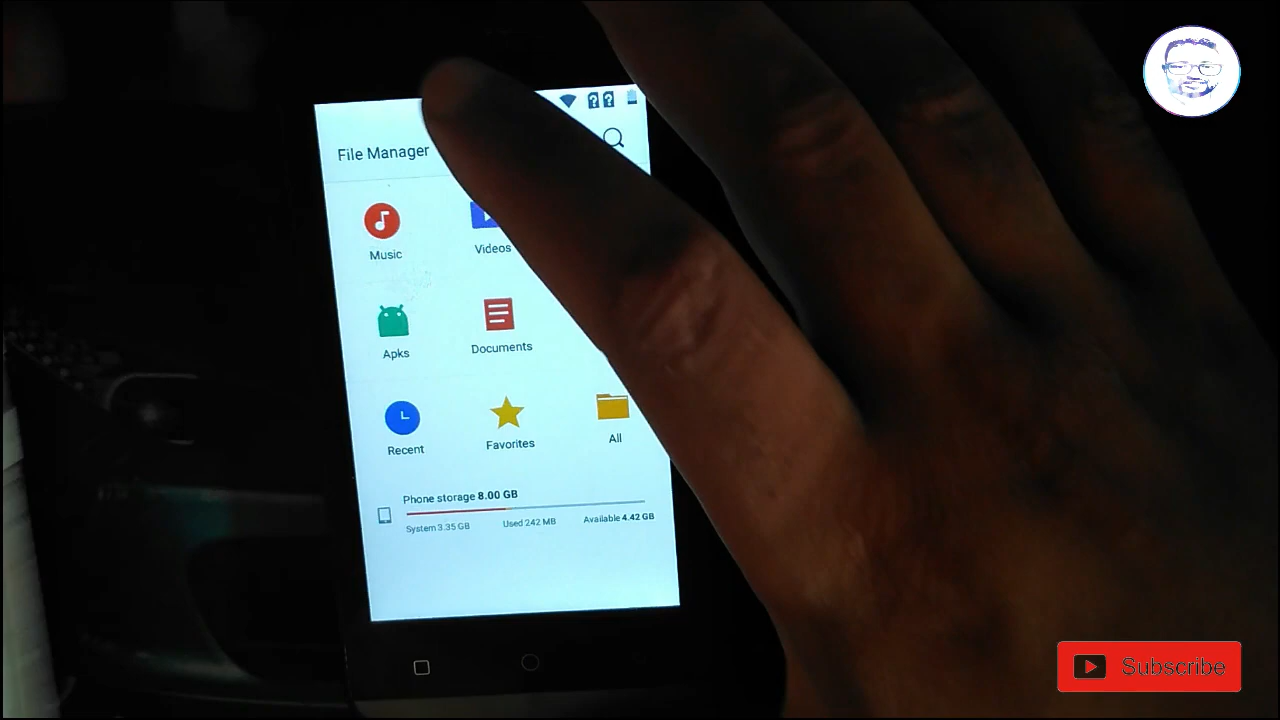 File Manager
Music
Videos
Apks
Documents
Recent
Favorites
All
Phone storage 8.00 GB
System 3.35 GB
Used 242 MB
Available 4.42 GB
Subscribe